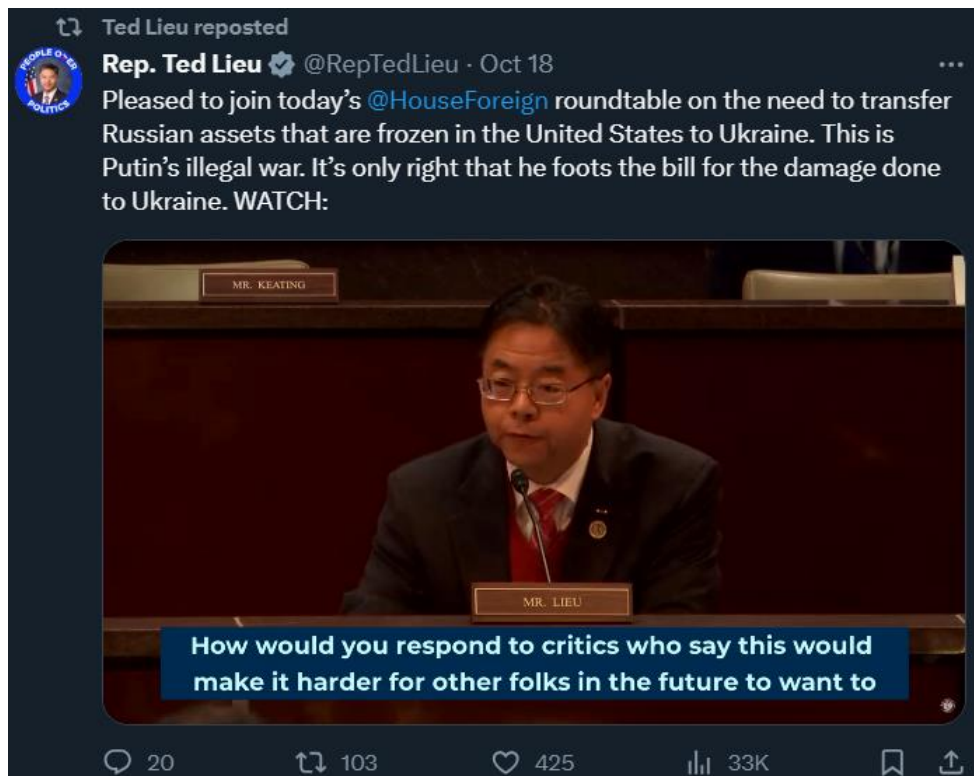 Ted Lieu reposted
Rep. Ted Lieu @RepTedLieu · Oct 18
Pleased to join today’s @HouseForeign roundtable on the need to transfer
Russian assets that are frozen in the United States to Ukraine. This is
Putin’s illegal war. It’s only right that he foots the bill for the damage done
to Ukraine. WATCH:
PEOPLE OVER
POLITICS
MR. KEATING
MR. LIEU
How would you respond to critics who say this would
make it harder for other folks in the future to want to
20 103 425 33K